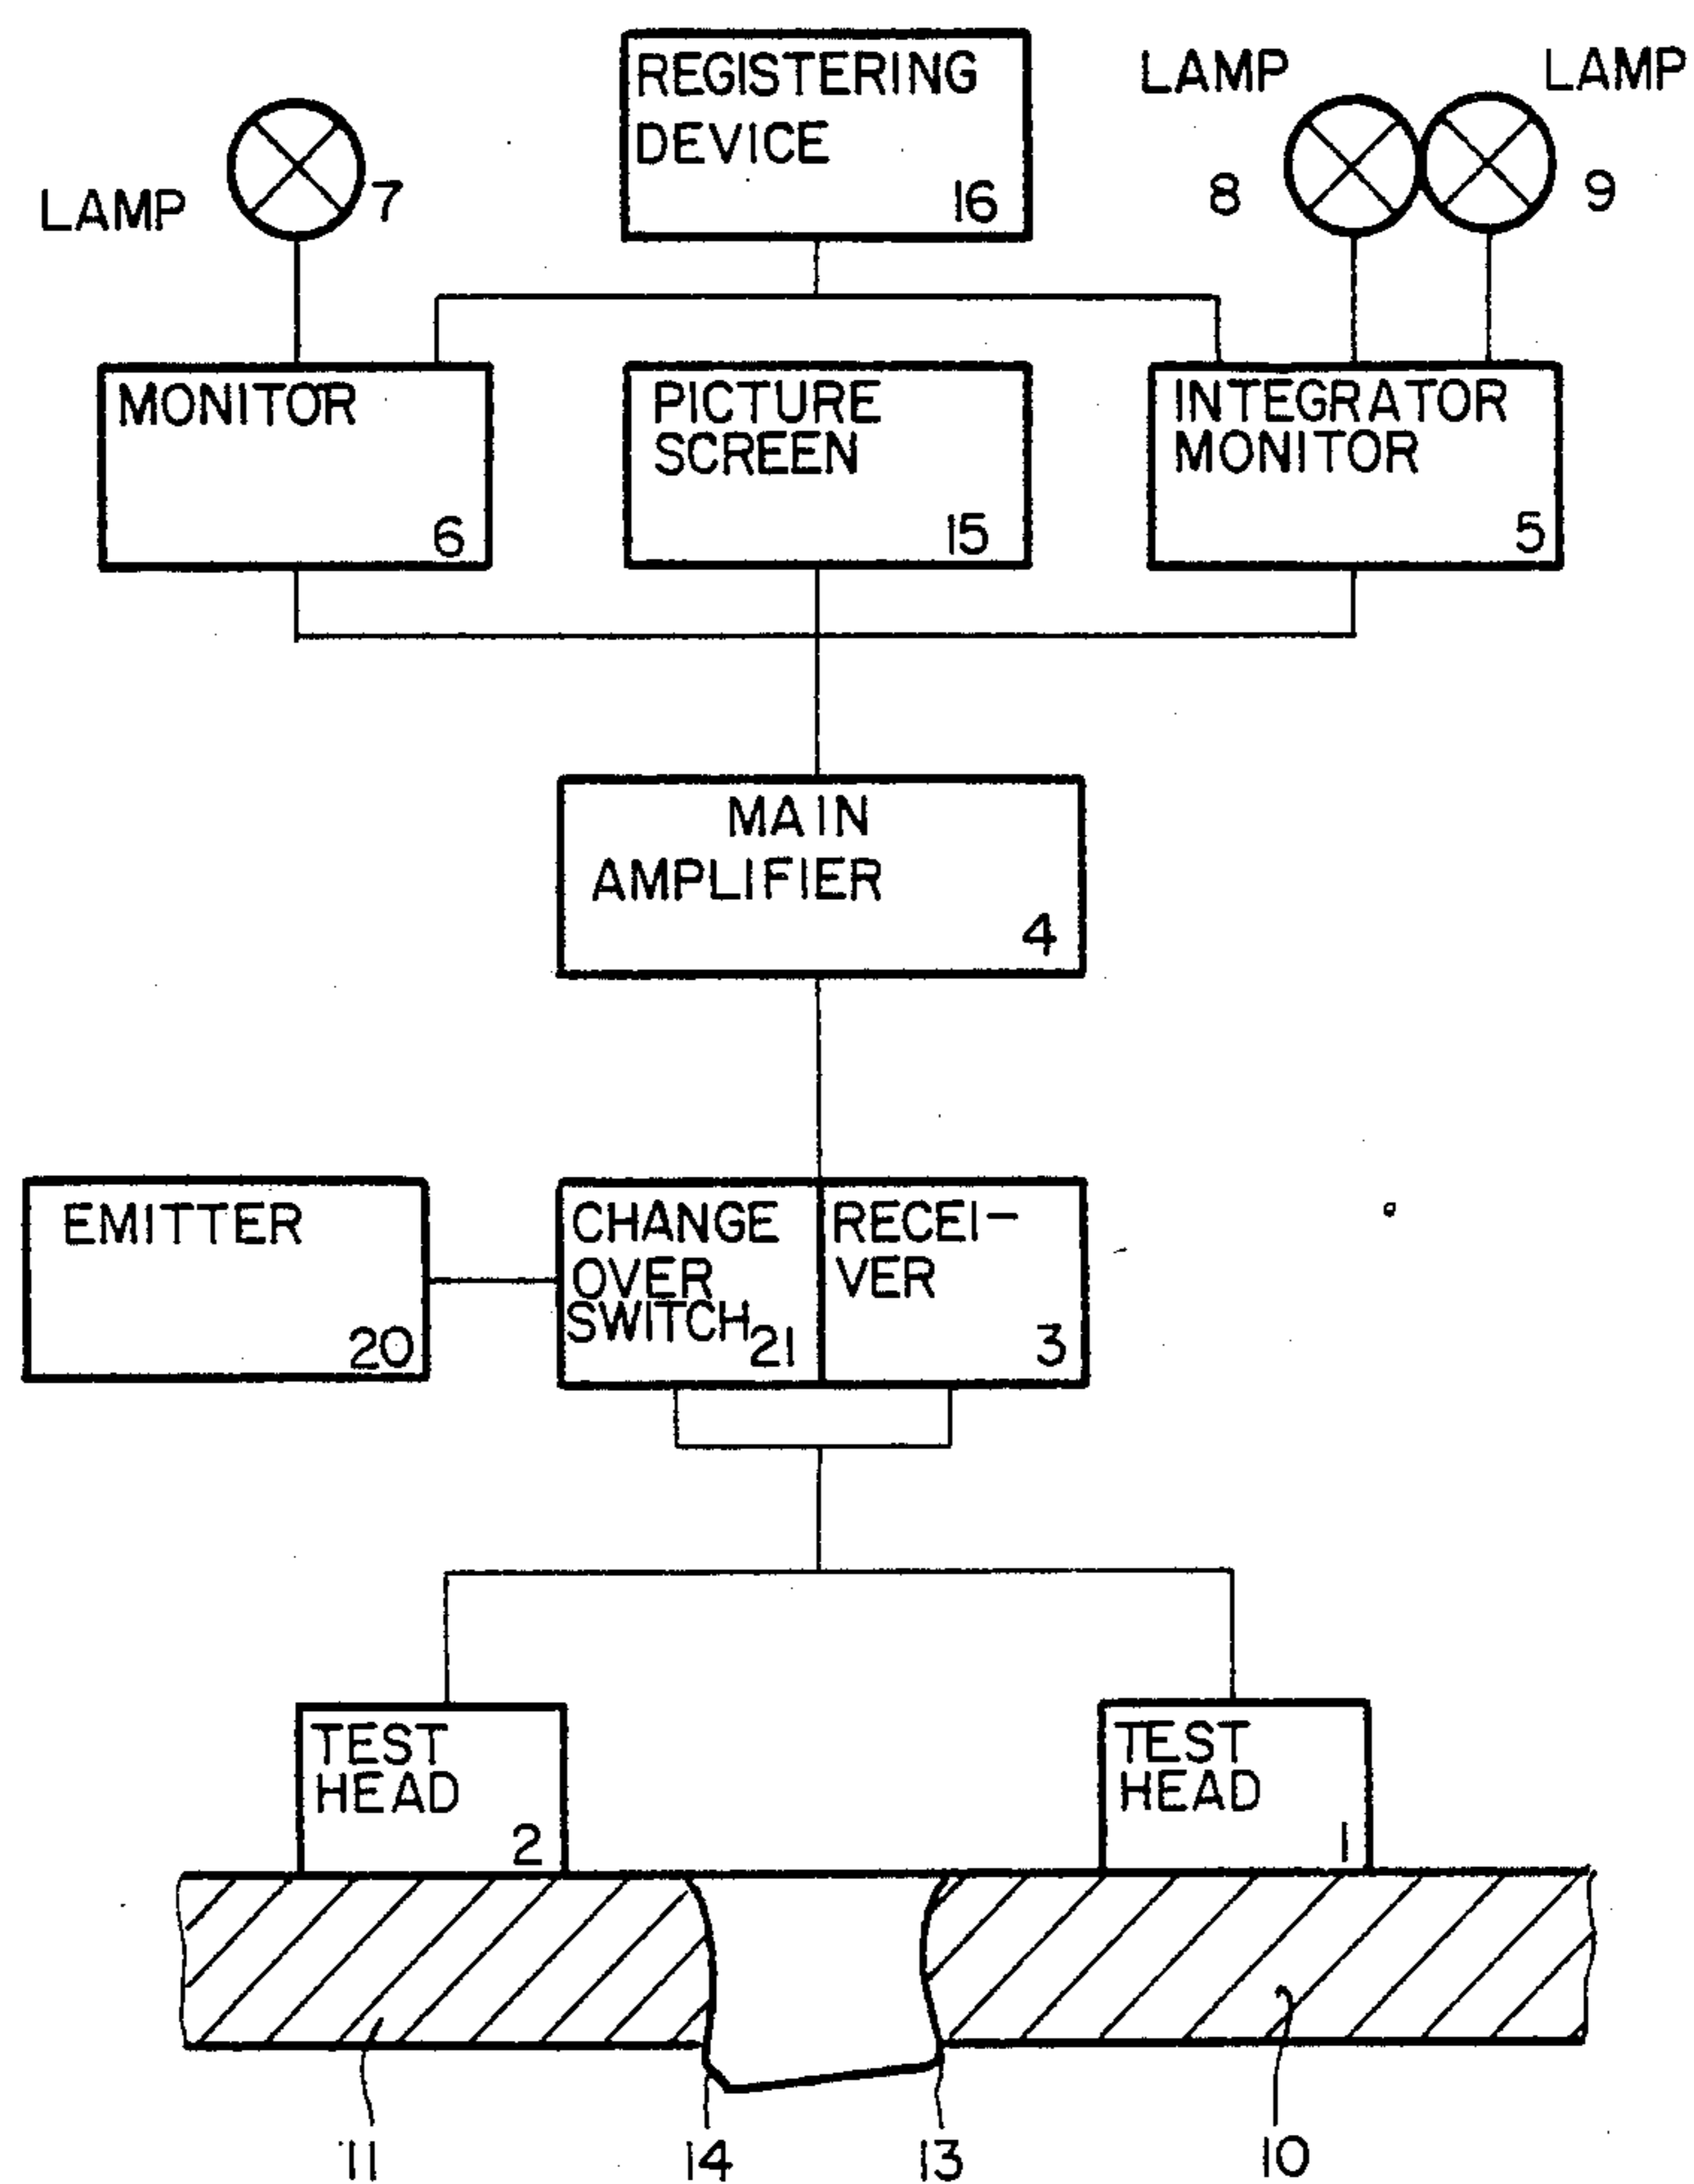 REGISTERING
DEVICE
16
LAMP
7
LAMP
8
LAMP
9
MONITOR
6
PICTURE
SCREEN
15
INTEGRATOR
MONITOR
5
MAIN
AMPLIFIER
4
EMITTER
20
CHANGE
OVER
SWITCH
21
RECEI-
VER
3
TEST
HEAD
2
TEST
HEAD
1
11
14
13
10